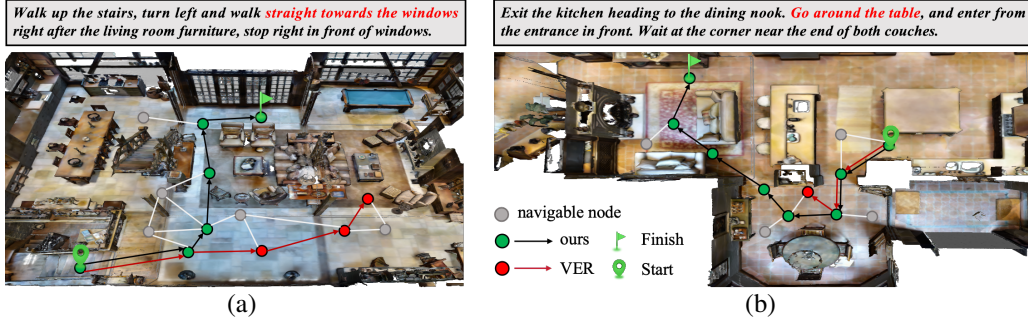 Walk up the stairs, turn left and walk straight towards the windows
right after the living room furniture, stop right in front of windows.
Exit the kitchen heading to the dining nook. Go around the table, and enter from
the entrance in front. Wait at the corner near the end of both couches.
navigable node
ours
Finish
VER
Start
(a)
(b)